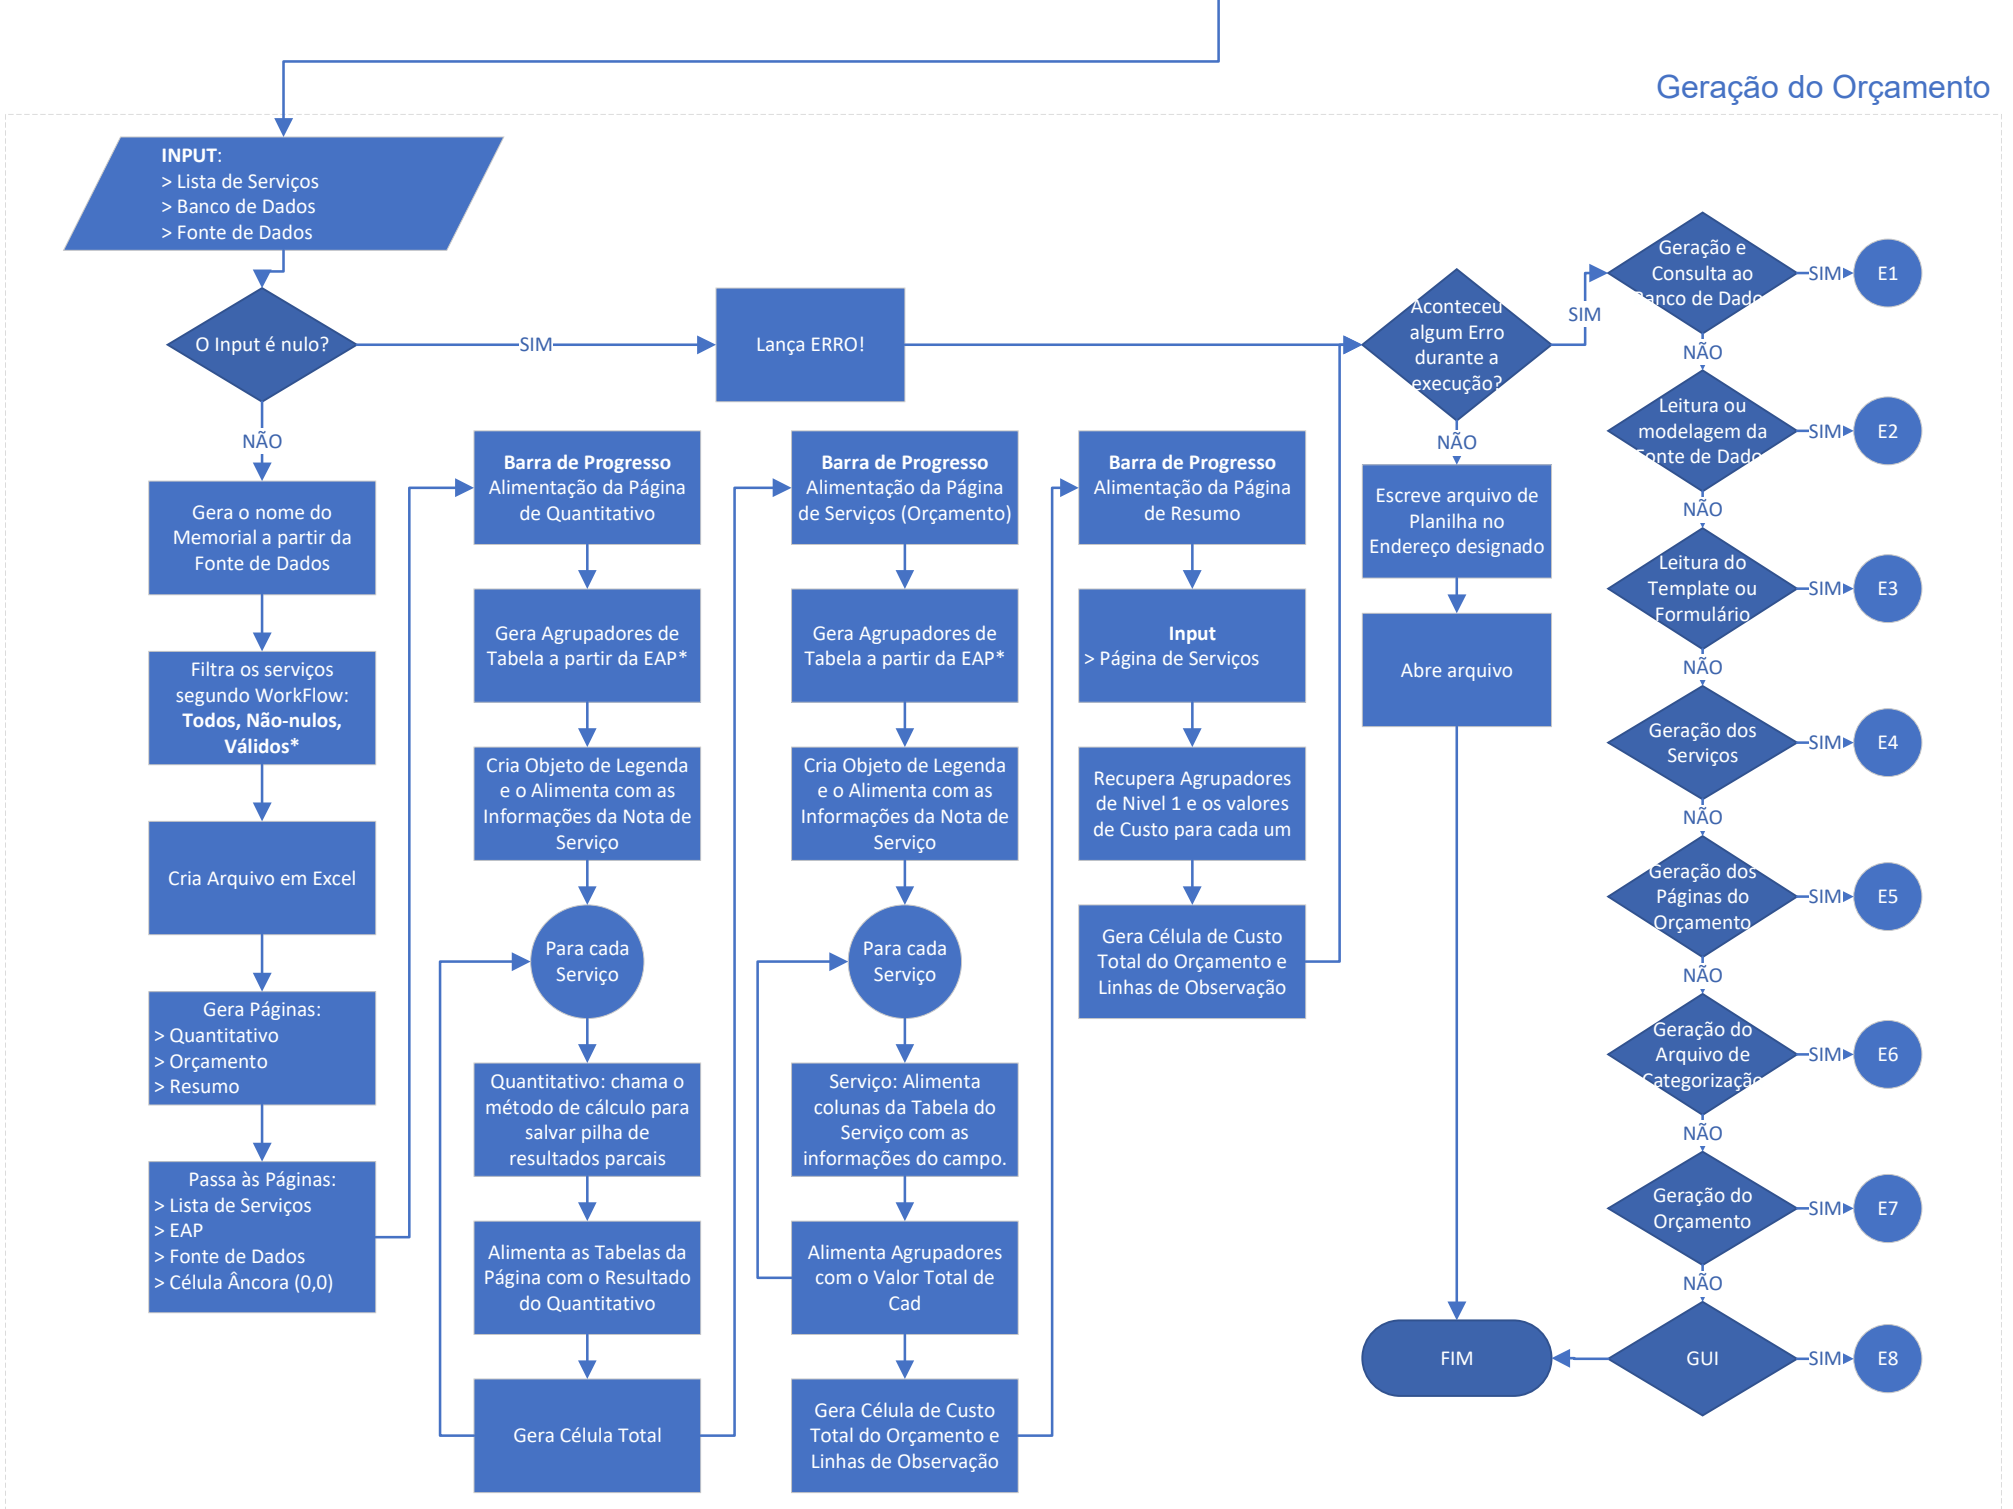 Geração do Orçamento
INPUT:
> Lista de Serviços
> Banco de Dados
> Fonte de Dados
O Input é nulo?
SIM
Lança ERRO!
NÃO
Gera o nome do
Memorial a partir da
Fonte de Dados
Filtra os serviços
segundo WorkFlow:
Todos, Não-nulos,
Válidos*
Cria Arquivo em Excel
Gera Páginas:
> Quantitativo
> Orçamento
> Resumo
Passa às Páginas:
> Lista de Serviços
> EAP
> Fonte de Dados
> Célula Âncora (0,0)
Barra de Progresso
Alimentação da Página
de Quantitativo
Gera Agrupadores de
Tabela a partir da EAP*
Cria Objeto de Legenda
e o Alimenta com as
Informações da Nota de
Serviço
Para cada
Serviço
Quantitativo: chama o
método de cálculo para
salvar pilha de
resultados parcais
Alimenta as Tabelas da
Página com o Resultado
do Quantitativo
Gera Célula Total
Barra de Progresso
Alimentação da Página
de Serviços (Orçamento)
Gera Agrupadores de
Tabela a partir da EAP*
Cria Objeto de Legenda
e o Alimenta com as
Informações da Nota de
Serviço
Para cada
Serviço
Serviço: Alimenta
colunas da Tabela do
Serviço com as
informações do campo.
Alimenta Agrupadores
com o Valor Total de
Cad
Gera Célula de Custo
Total do Orçamento e
Linhas de Observação
Barra de Progresso
Alimentação da Página
de Resumo
Input
> Página de Serviços
Recupera Agrupadores
de Nivel 1 e os valores
de Custo para cada um
Gera Célula de Custo
Total do Orçamento e
Linhas de Observação
Aconteceu
algum Erro
durante a
execução?
SIM
NÃO
Escreve arquivo de
Planilha no
Endereço designado
Abre arquivo
FIM
Geração e
Consulta ao
Banco de Dado
SIM
E1
NÃO
Leitura ou
modelagem da
Fonte de Dado
SIM
E2
NÃO
Leitura do
Template ou
Formulário
SIM
E3
NÃO
Geração dos
Serviços
SIM
E4
NÃO
Geração dos
Páginas do
Orçamento
SIM
E5
NÃO
Geração do
Arquivo de
Categorização
SIM
E6
NÃO
Geração do
Orçamento
SIM
E7
NÃO
GUI
SIM
E8